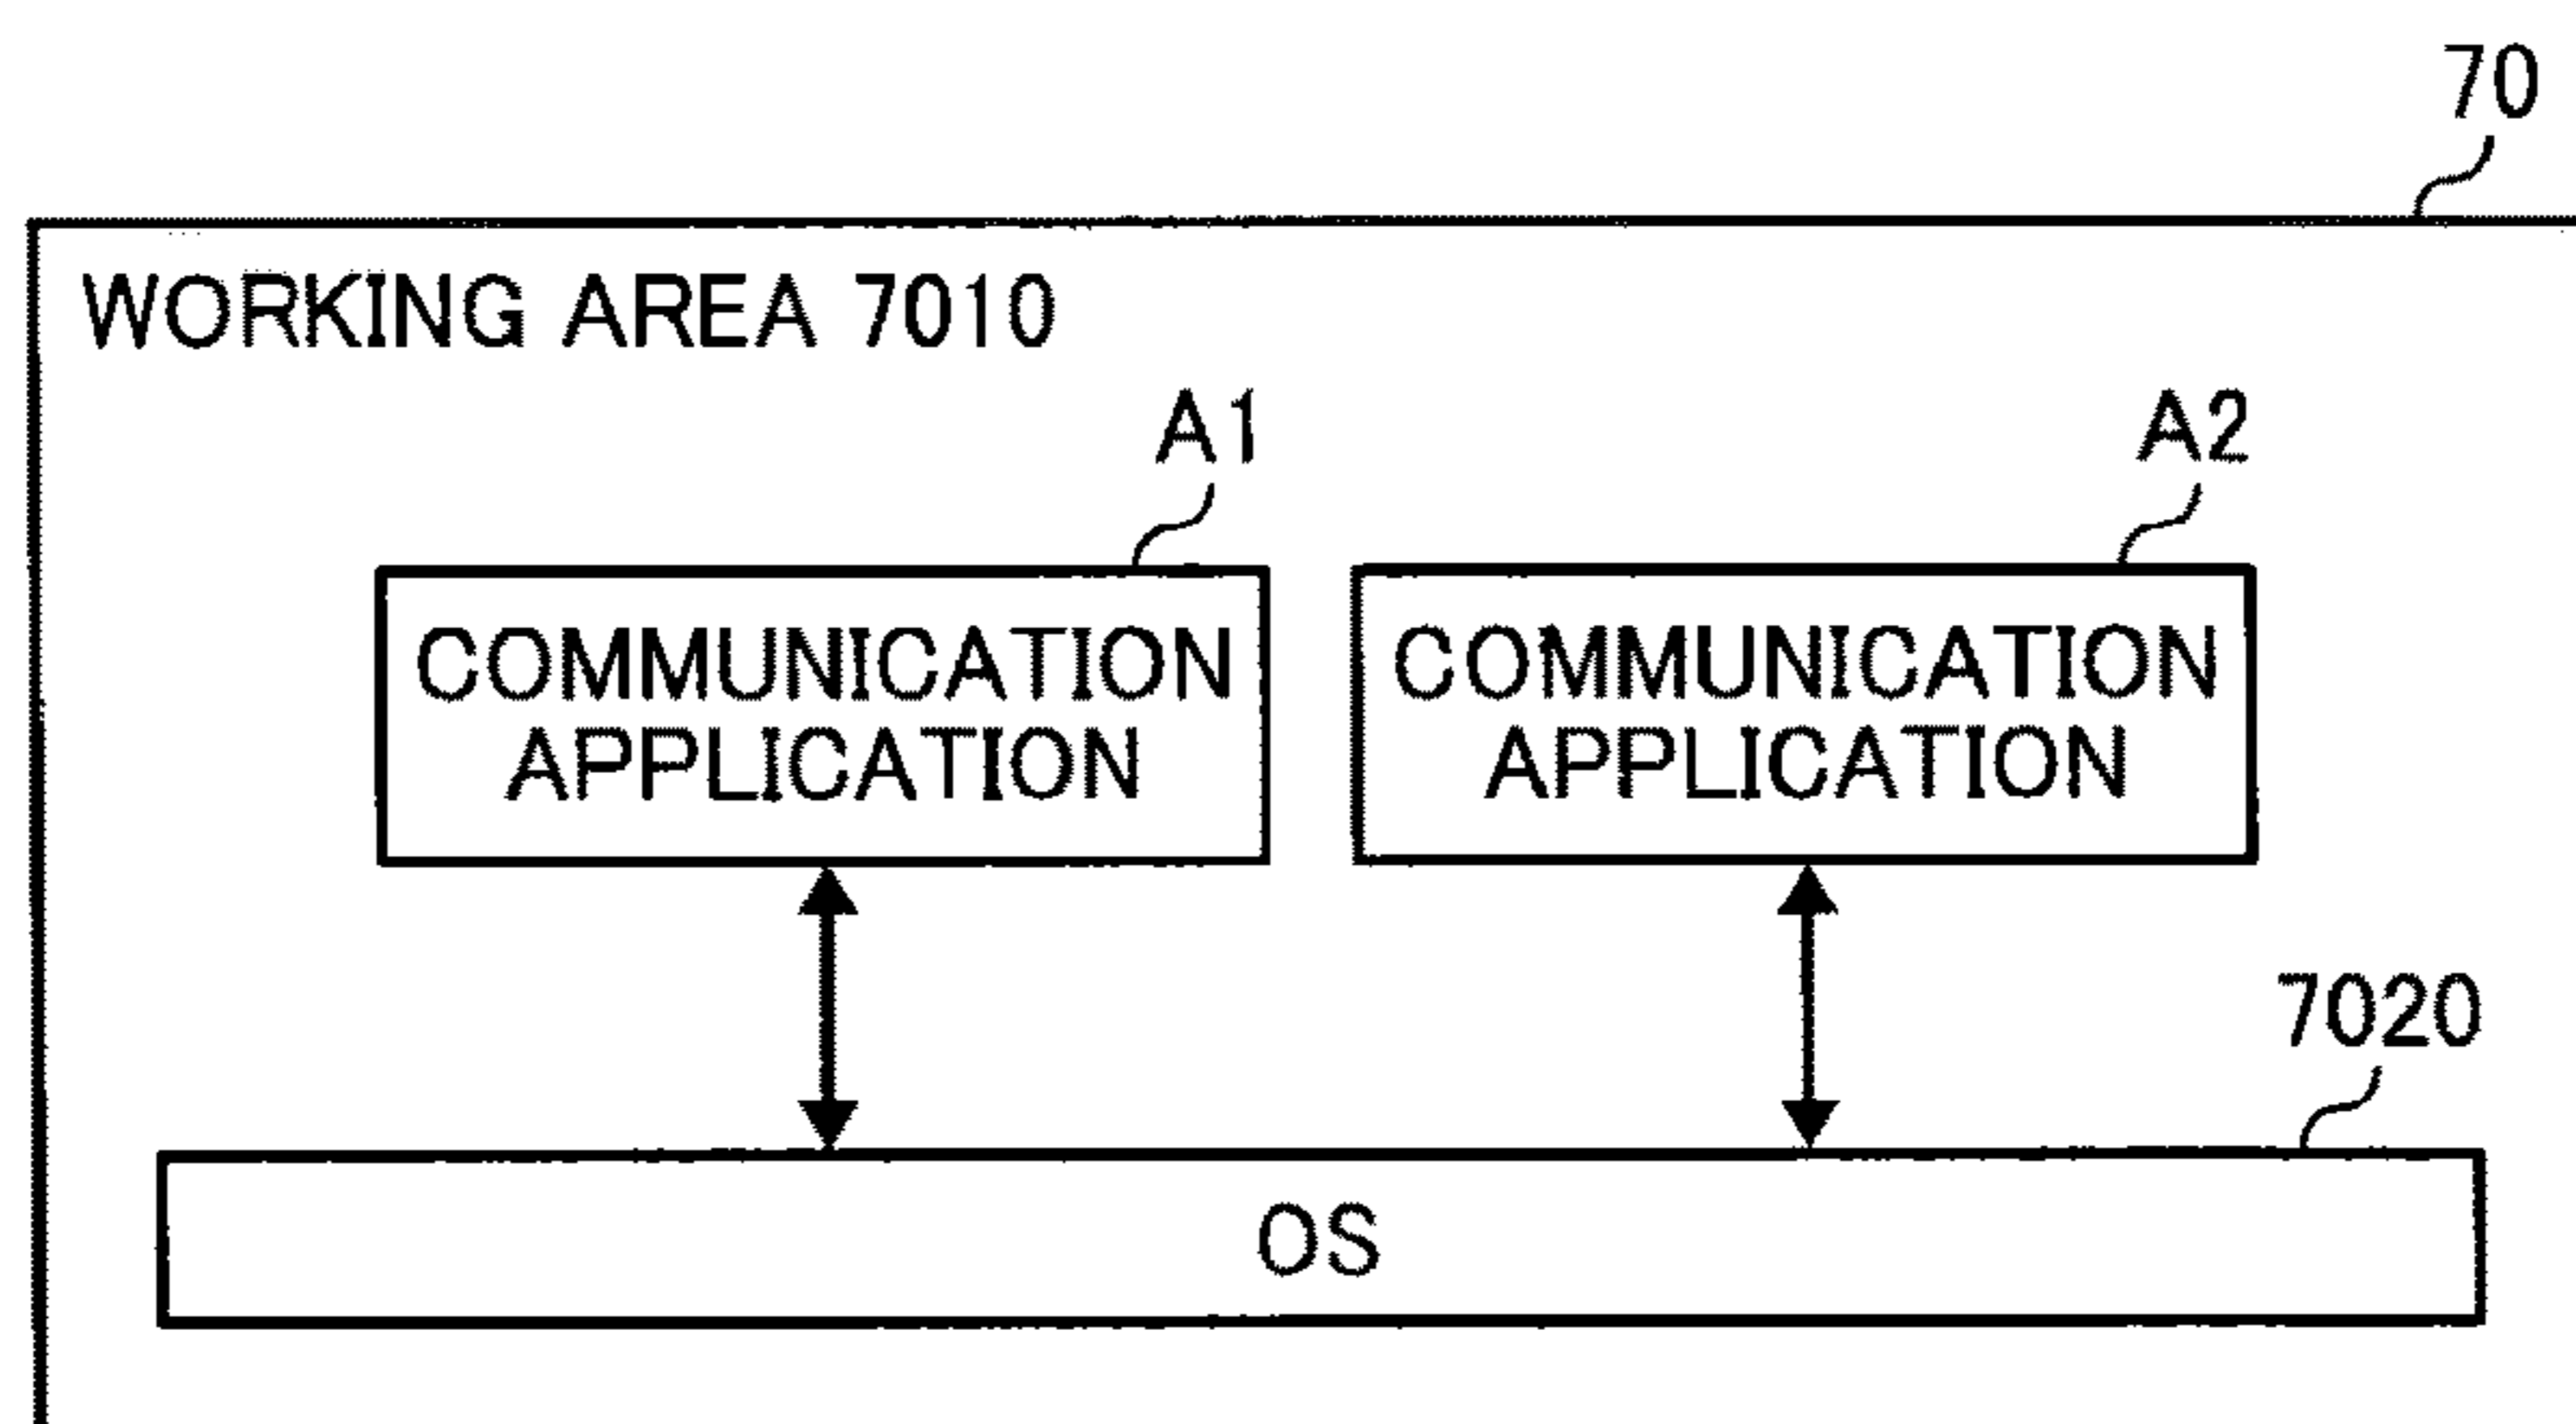 70
WORKING AREA 7010
A1
A2
COMMUNICATION
APPLICATION
COMMUNICATION
APPLICATION
7020
OS